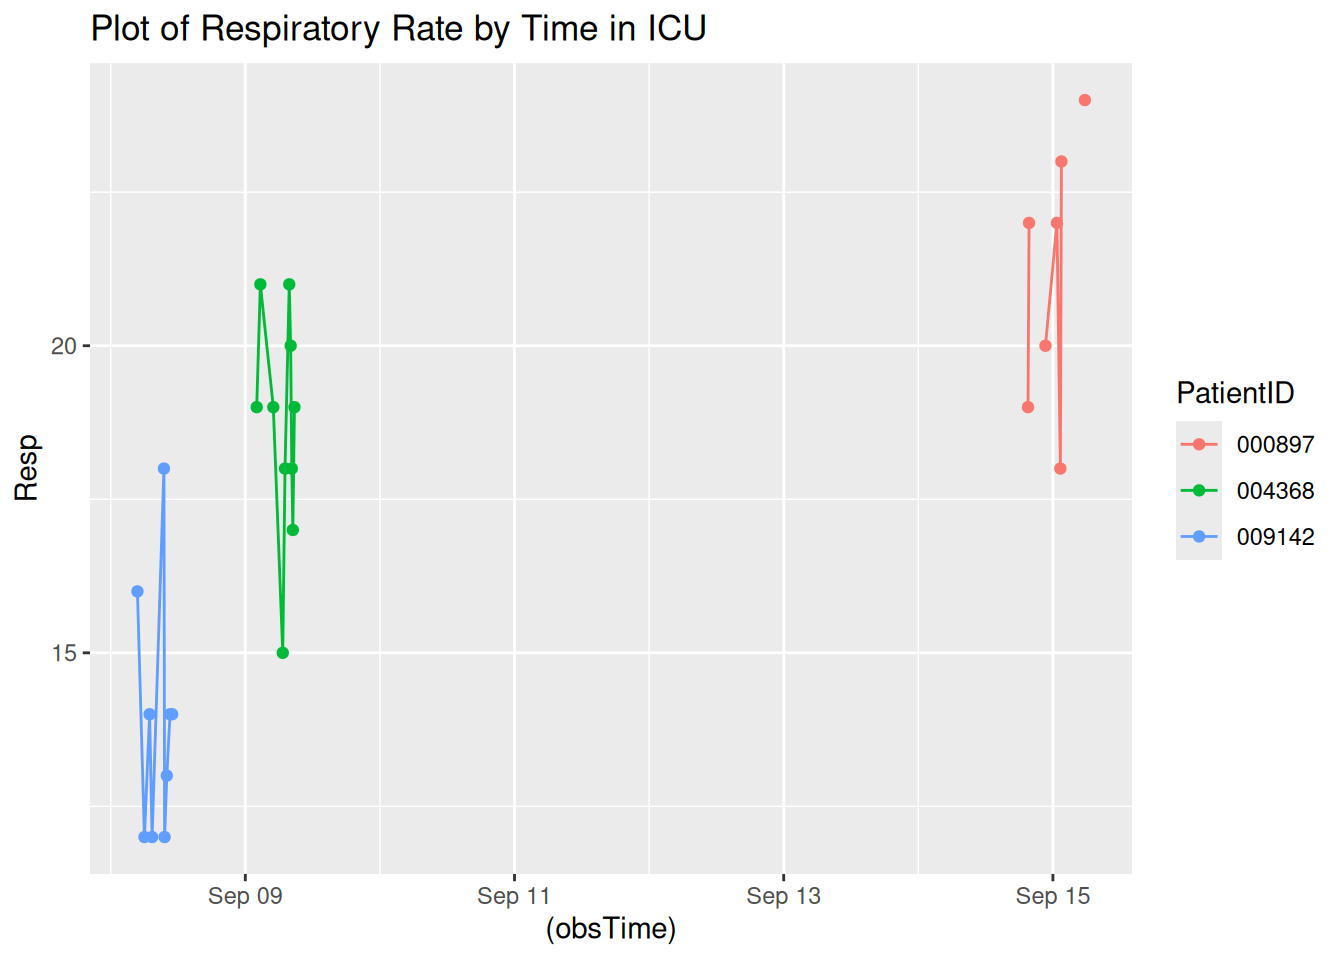 Plot of Respiratory Rate by Time in ICU
Resp
20
15
Sep 09
Sep 11
Sep 13
Sep 15
(obsTime)
PatientID
000897
004368
009142